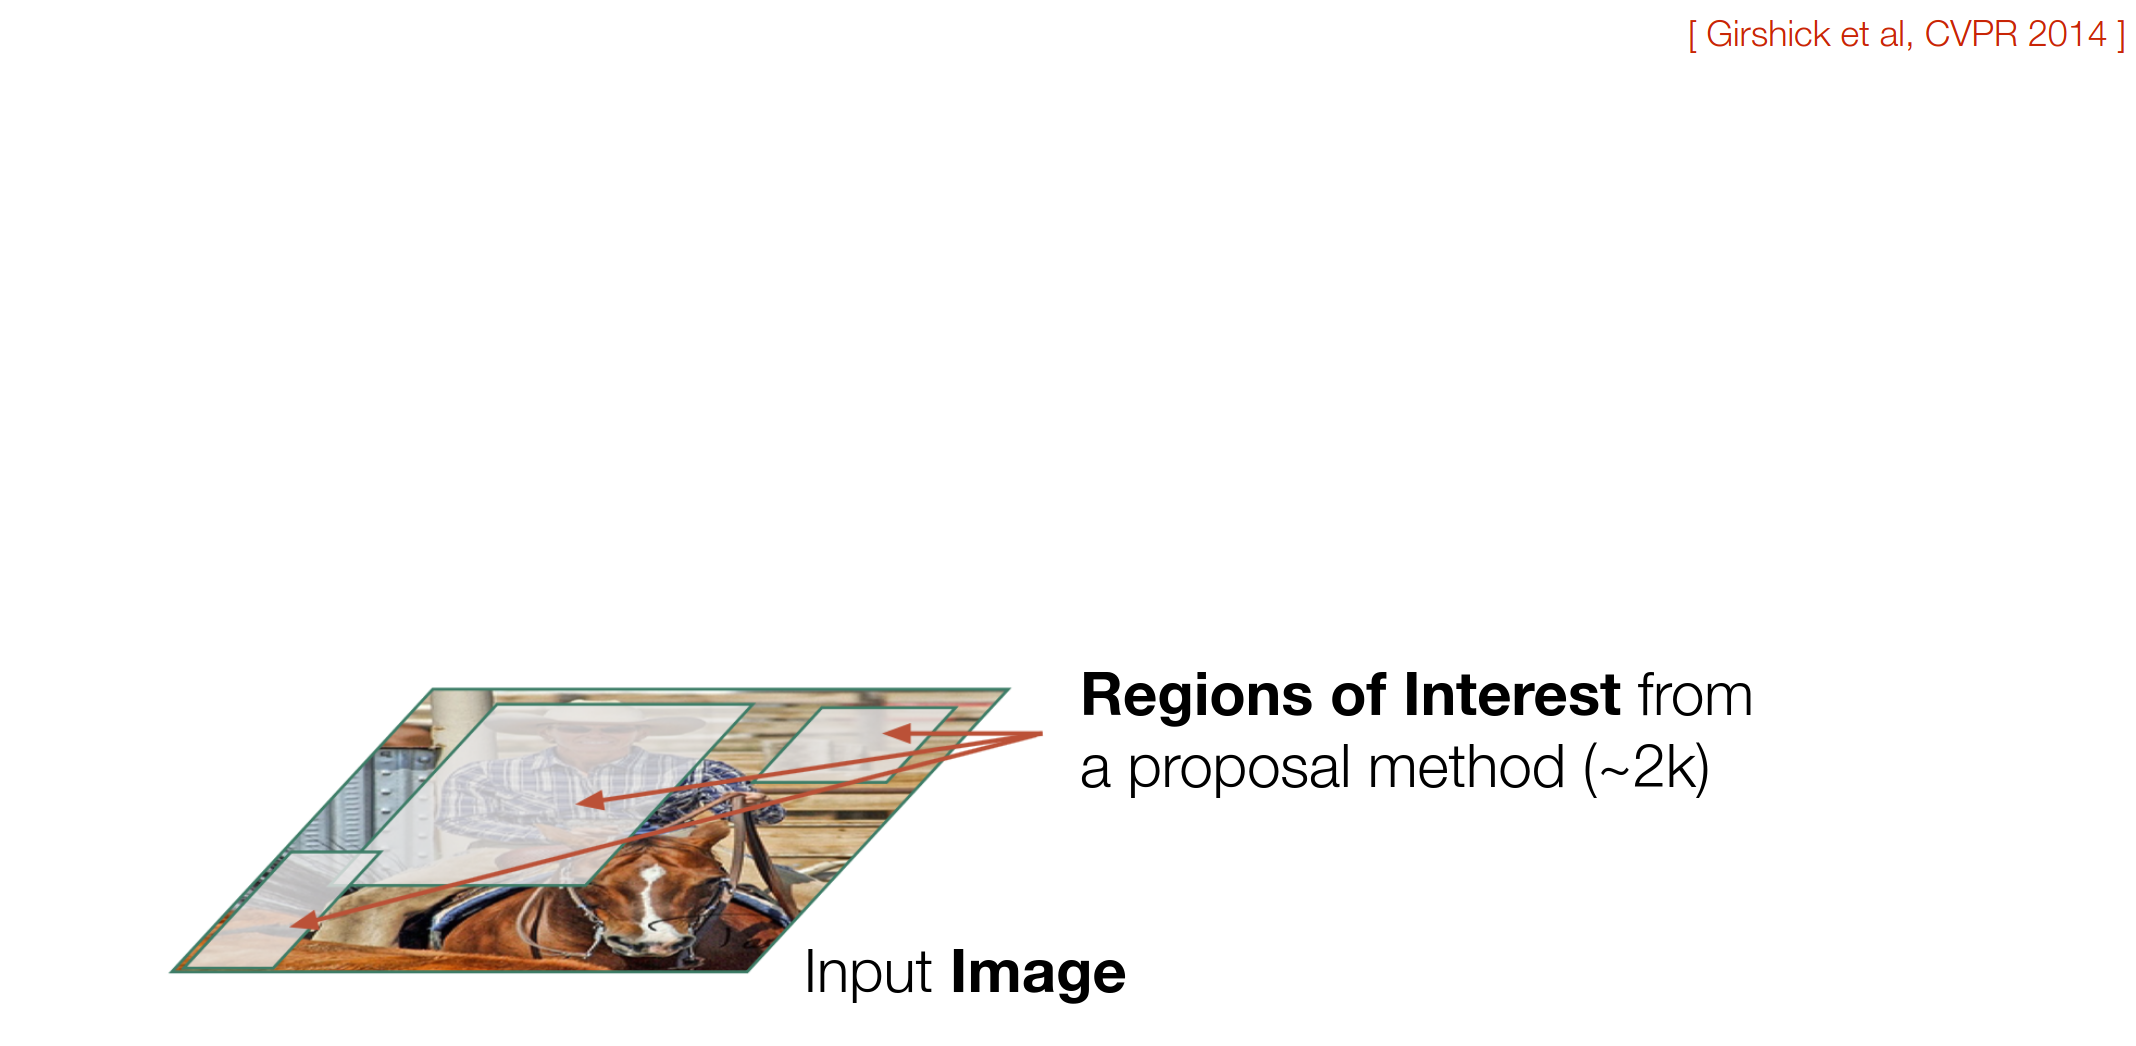 [ Girshick et al, CVPR 2014 ]
Regions of Interest from
a proposal method (~2k)
Input Image